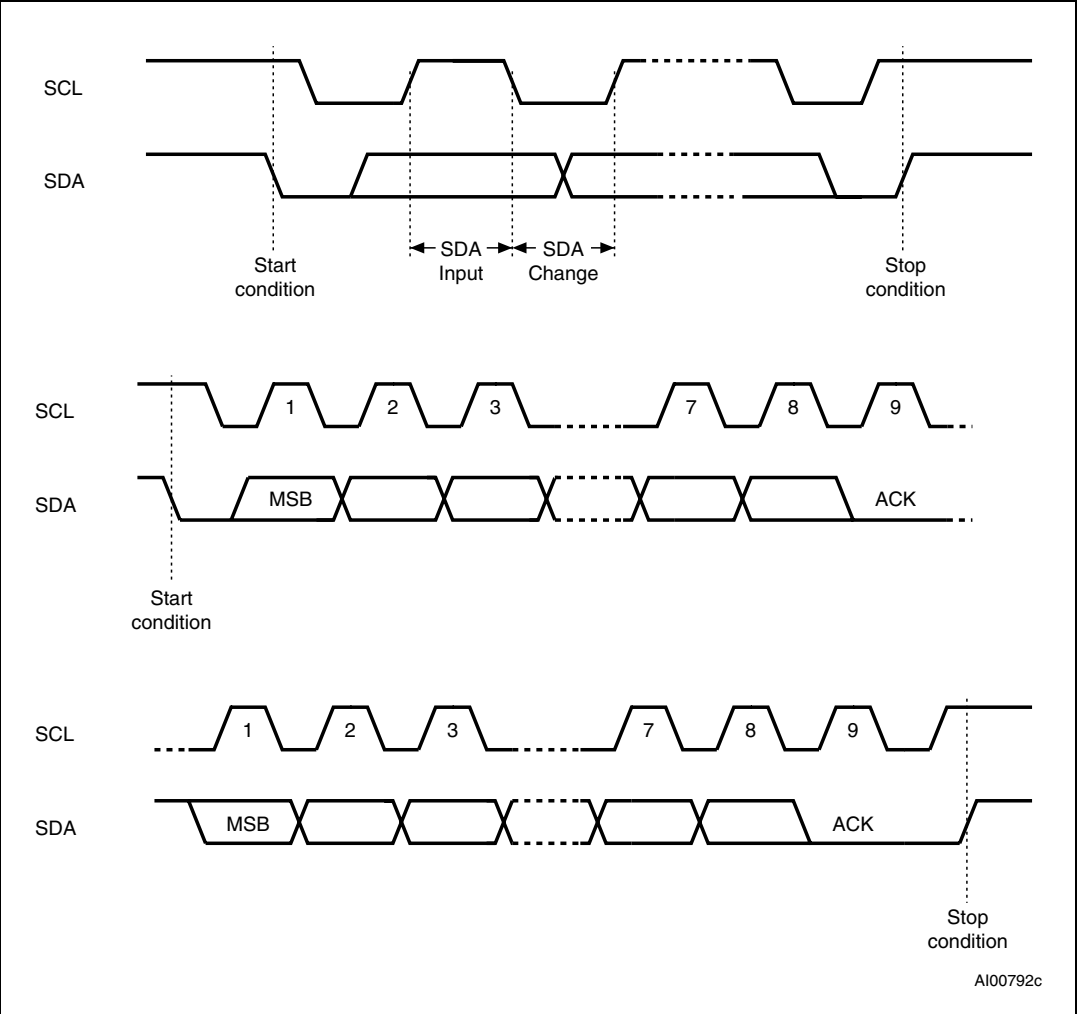 SCL
SDA
SDA
Input
SDA
Change
Start
condition
Stop
condition
SCL
1 2 3 7 8 9
SDA
MSB ACK
Start
condition
SCL
1 2 3 7 8 9
SDA
MSB ACK
Stop
condition
AI00792c